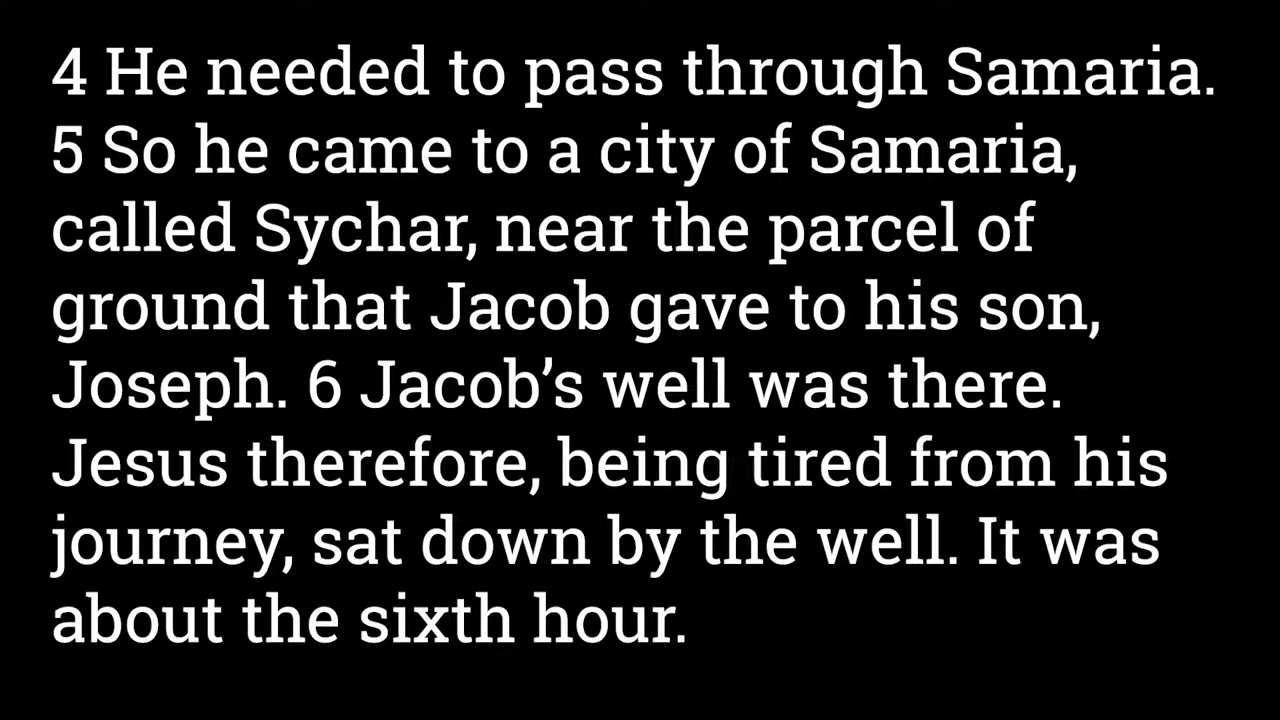 4 He needed to pass through Samaria.
5 So he came to a city of Samaria,
called Sychar, near the parcel of
ground that Jacob gave to his son,
Joseph. 6 Jacob’s well was there.
Jesus therefore, being tired from his
journey, sat down by the well. It was
about the sixth hour.